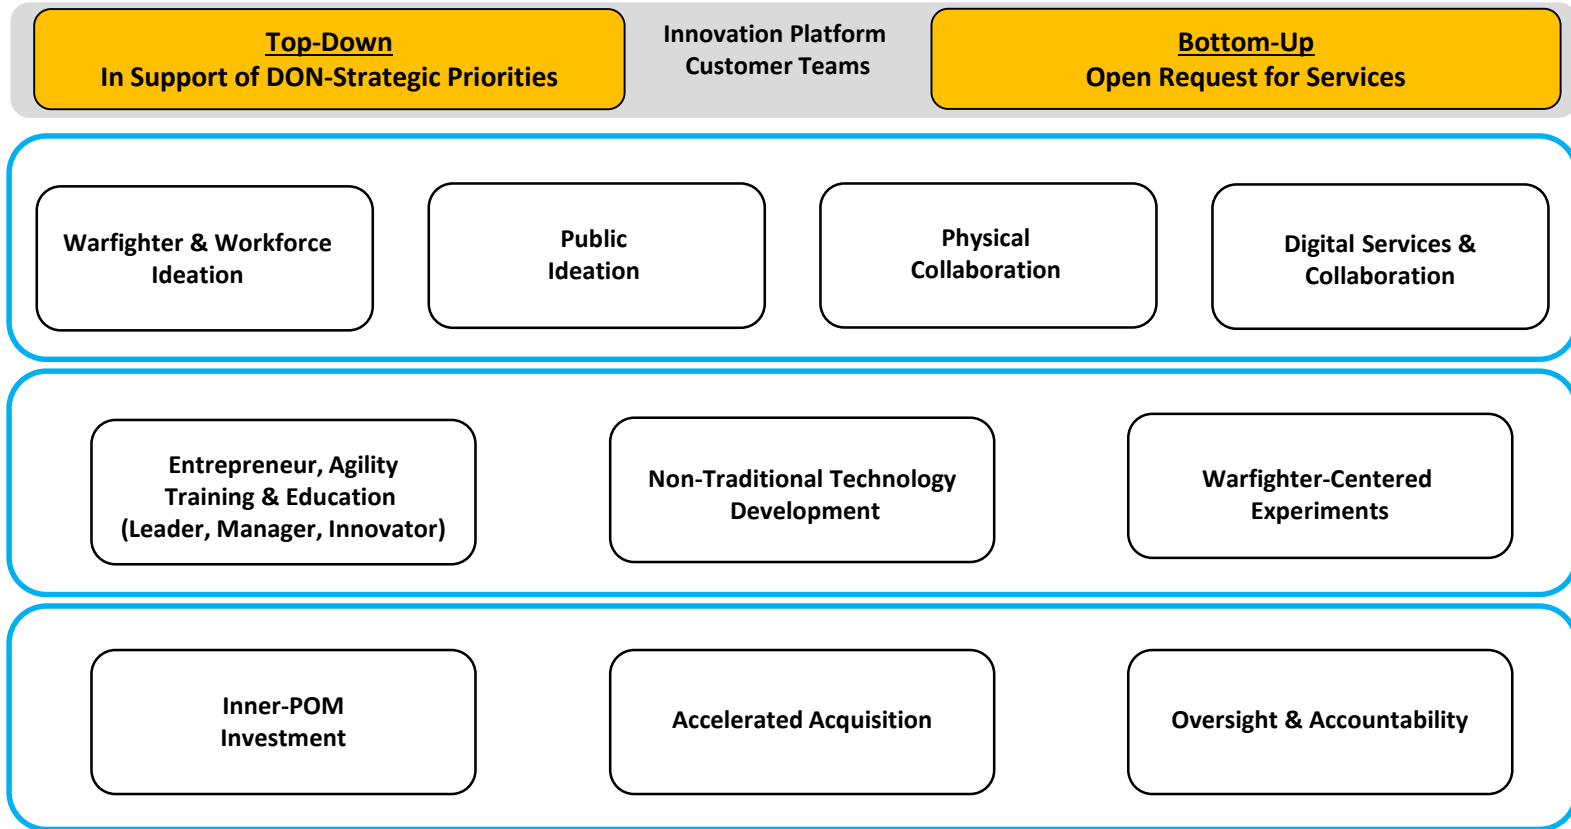 Top-Down
In Support of DON-Strategic Priorities
Innovation Platform
Customer Teams
Bottom-Up
Open Request for Services
Warfighter & Workforce
Ideation
Public
Ideation
Physical
Collaboration
Digital Services &
Collaboration
Entrepreneur, Agility
Training & Education
(Leader, Manager, Innovator)
Non-Traditional Technology
Development
Warfighter-Centered
Experiments
Inner-POM
Investment
Accelerated Acquisition
Oversight & Accountability